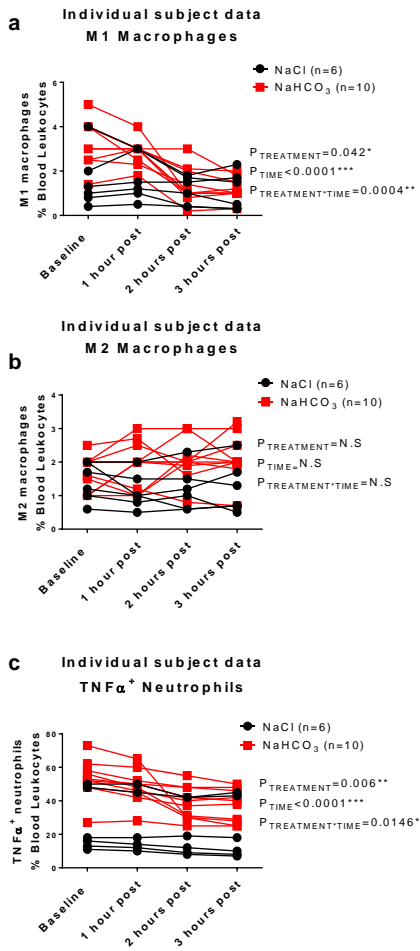 a
Individual subject data
M1 Macrophages
M1 macrophages
% Blood Leukocytes
6
4
2
0
Baseline
1 hour post
2 hours post
3 hours post
NaCl (n=6)
NaHCO3 (n=10)
PTREATMENT=0.042*
PTIME<0.0001***
PTREATMENT*TIME=0.0004**
b
Individual subject data
M2 Macrophages
M2 macrophages
% Blood Leukocytes
4
3
2
1
0
Baseline
1 hour post
2 hours post
3 hours post
NaCl (n=6)
NaHCO3 (n=10)
PTREATMENT=N.S
PTIME=N.S
PTREATMENT*TIME=N.S
c
Individual subject data
TNFα+ Neutrophils
TNFα+ neutrophils
% Blood Leukocytes
80
60
40
20
0
Baseline
1 hour post
2 hours post
3 hours post
NaCl (n=6)
NaHCO3 (n=10)
PTREATMENT=0.006**
PTIME<0.0001***
PTREATMENT*TIME=0.0146*